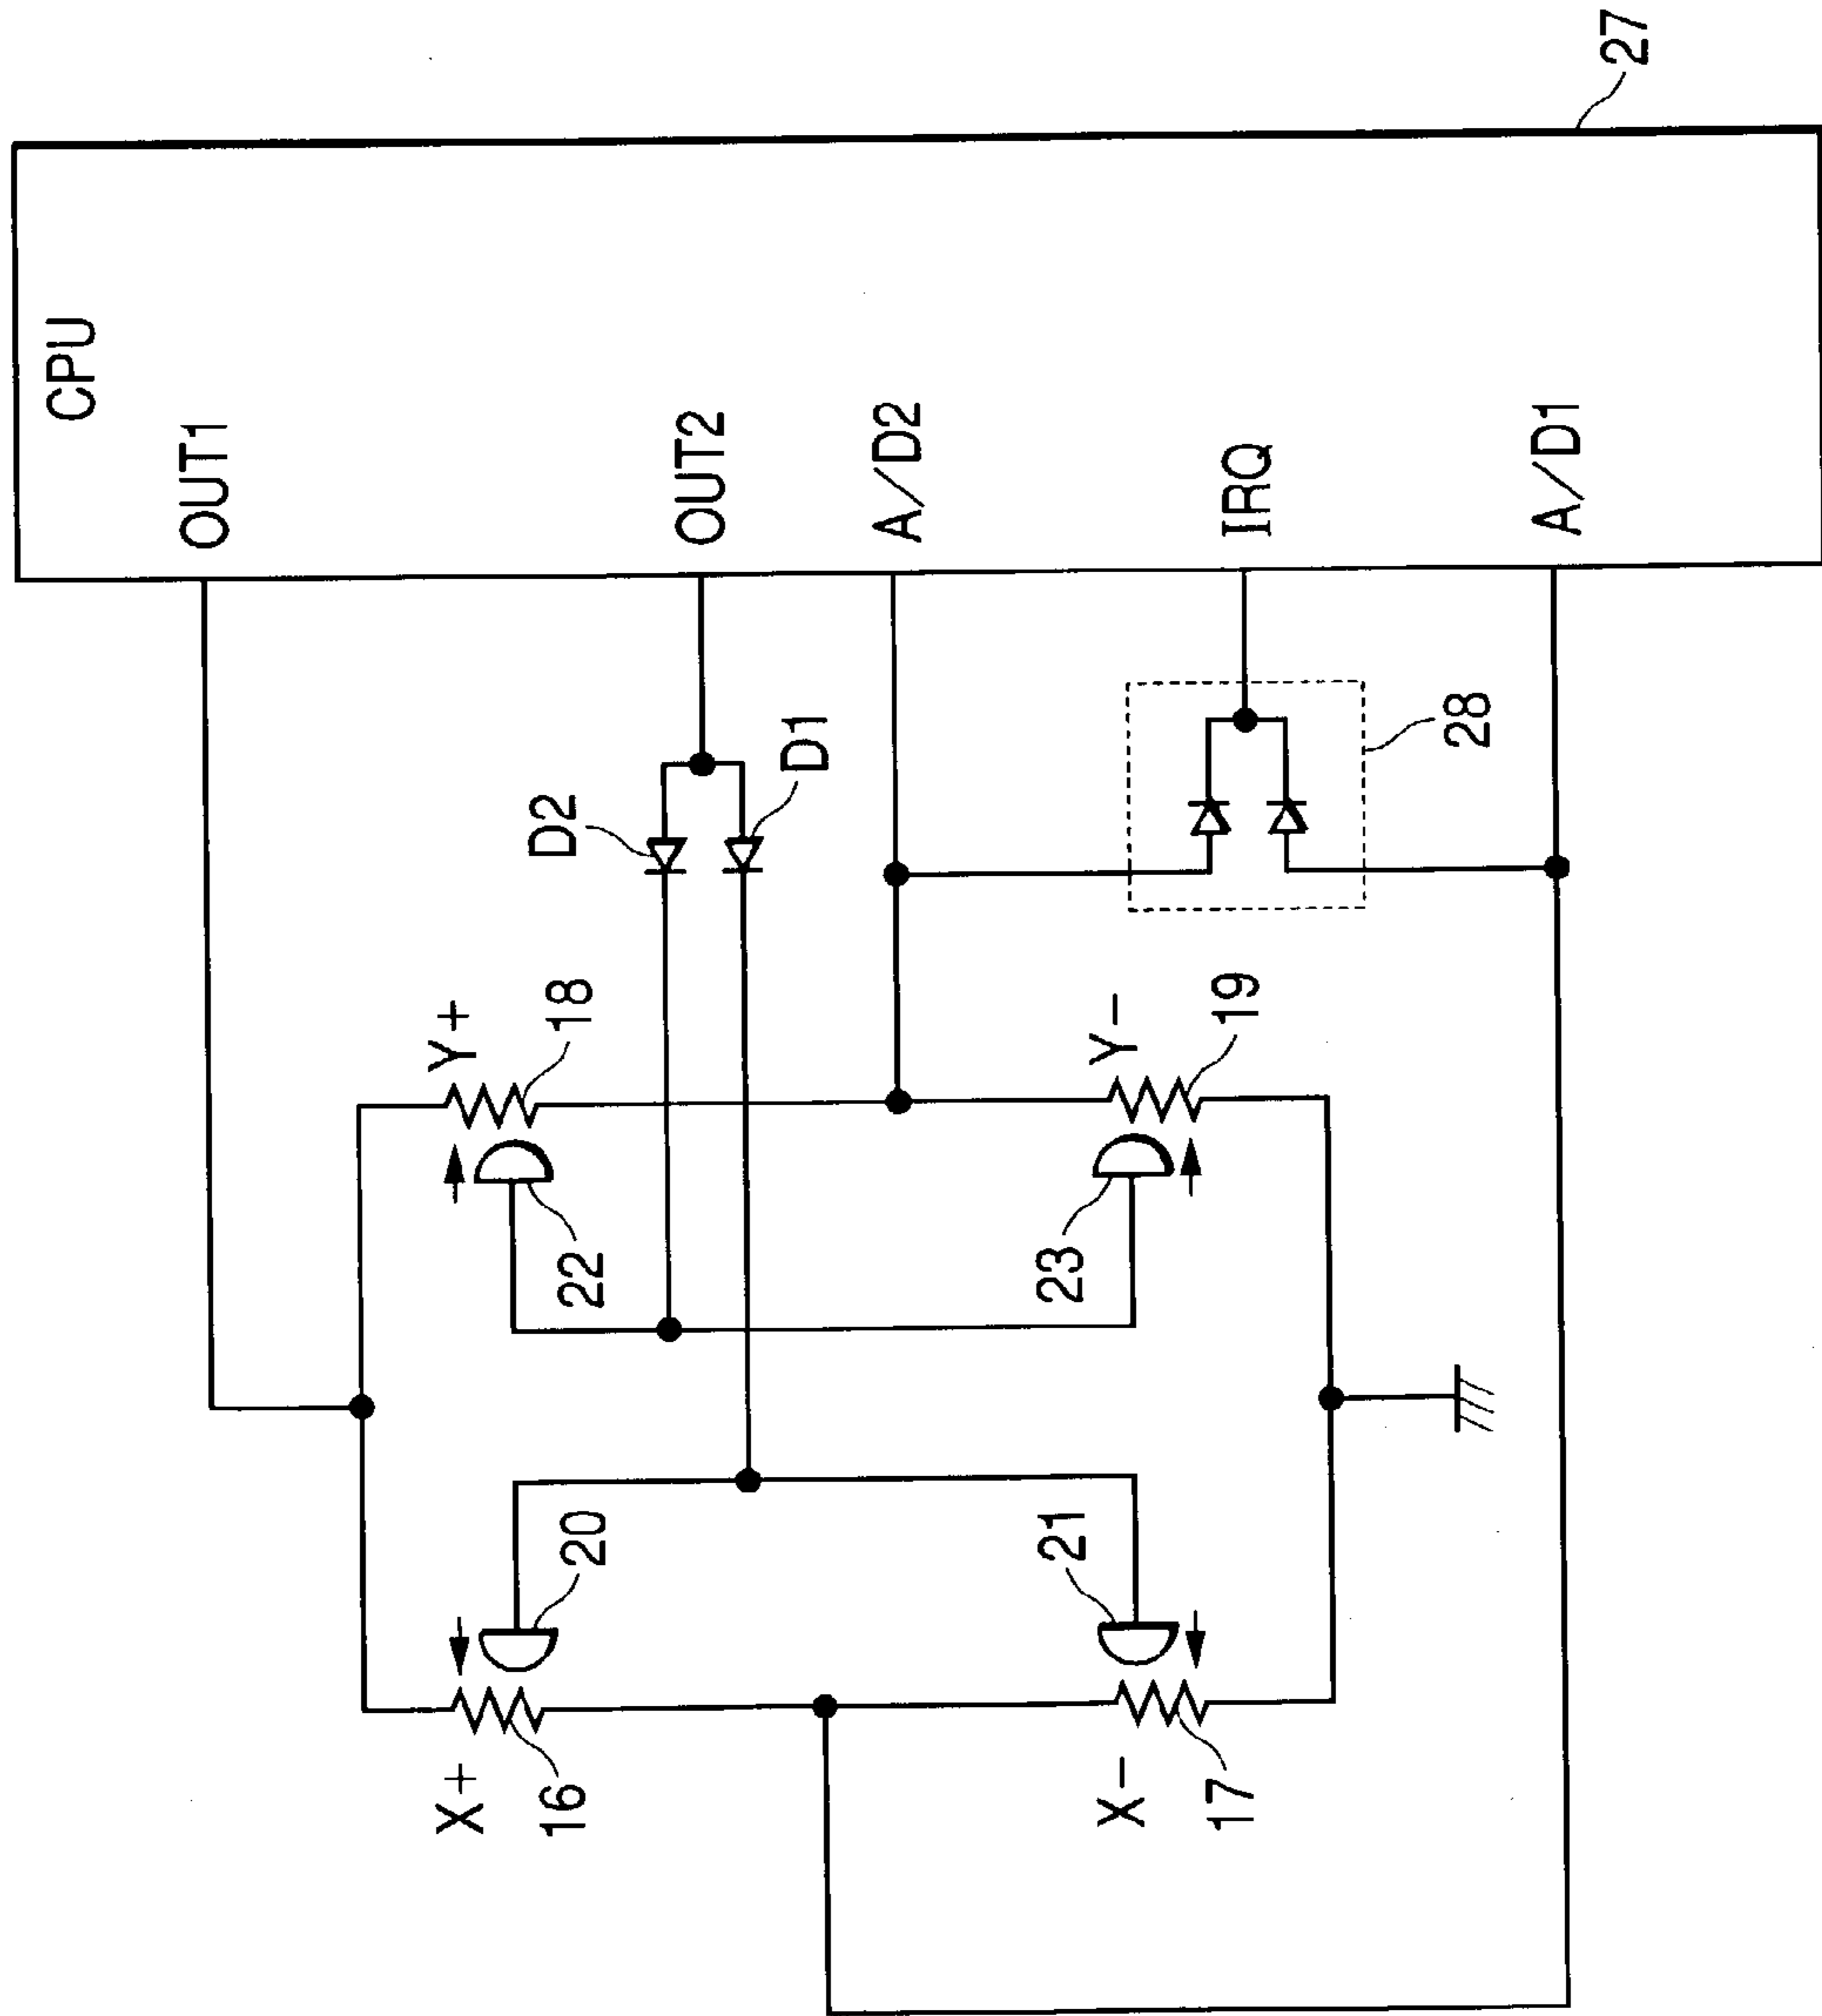 CPU
OUT1
OUT2
A/D2
IRQ
A/D1
27
D2
D1
28
Y+
18
Y-
19
22
23
20
21
X+
16
X-
17